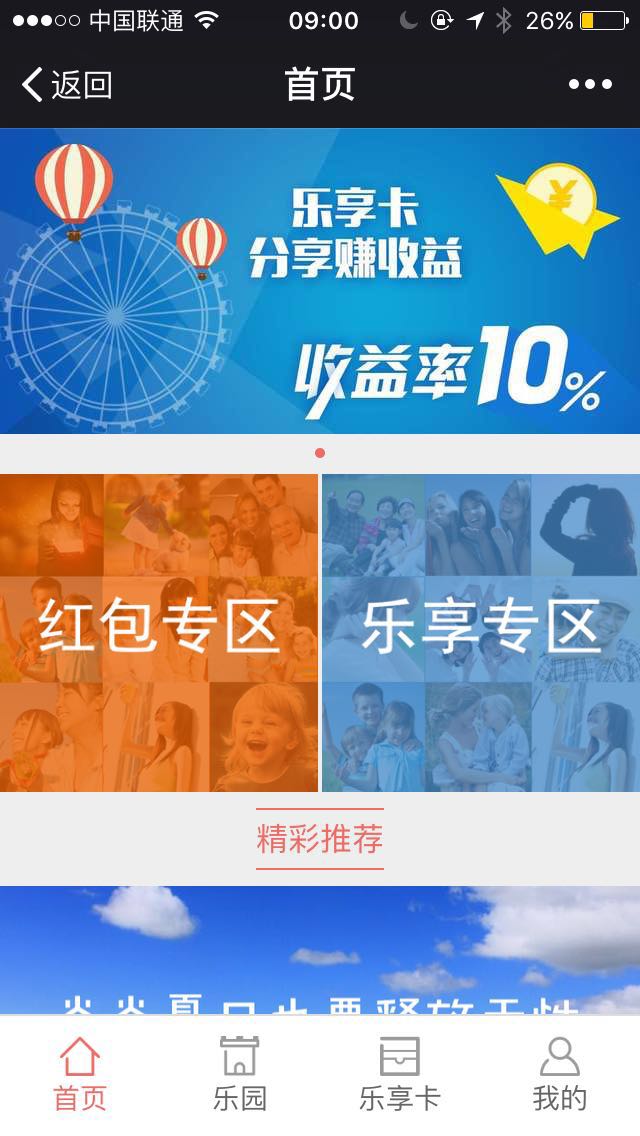 中国联通 09:00 26%
返回 首页
乐享卡
分享赚收益
¥
收益率10%
红包专区 乐享专区
精彩推荐
首页 乐园 乐享卡 我的